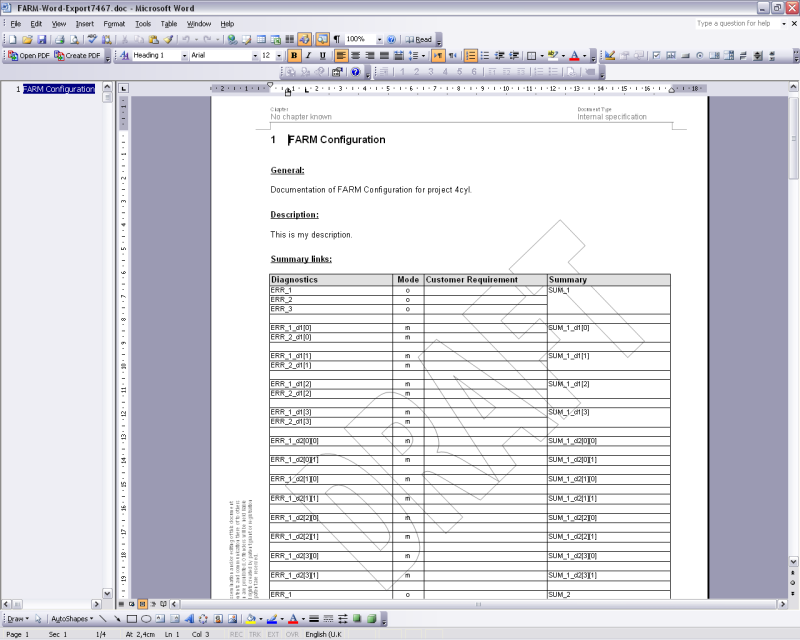 FARM-Word-Export7467.doc - Microsoft Word
File Edit View Insert Format Tools Table Window Help
Type a question for help
100% Read
Open PDF Create PDF Heading 1 Arial 12 B I U
1 FARM Configuration
Chapter
No chapter known
Document Type
Internal specification
1 FARM Configuration
General:
Documentation of FARM Configuration for project 4cyl.
Description:
This is my description.
Summary links:
Diagnostics Mode Customer Requirement Summary
ERR_1 o SUM_1
ERR_2 o
ERR_3 o
ERR_1_d1[0] m SUM_1_d1[0]
ERR_2_d1[0] m
ERR_1_d1[1] m SUM_1_d1[1]
ERR_2_d1[1] m
ERR_1_d1[2] m SUM_1_d1[2]
ERR_2_d1[2] m
ERR_1_d1[3] m SUM_1_d1[3]
ERR_2_d1[3] m
ERR_1_d2[0][0] m SUM_1_d2[0][0]
ERR_1_d2[0][1] m SUM_1_d2[0][1]
ERR_1_d2[1][0] m SUM_1_d2[1][0]
ERR_1_d2[1][1] m SUM_1_d2[1][1]
ERR_1_d2[2][0] m SUM_1_d2[2][0]
ERR_1_d2[2][1] m SUM_1_d2[2][1]
ERR_1_d2[3][0] m SUM_1_d2[3][0]
ERR_1_d2[3][1] m SUM_1_d2[3][1]
ERR_1 o SUM_2
DRAFT
Draw AutoShapes
Page 1 Sec 1 1/4 At 2,4cm Ln 1 Col 3 REC TRK EXT OVR English (U.K